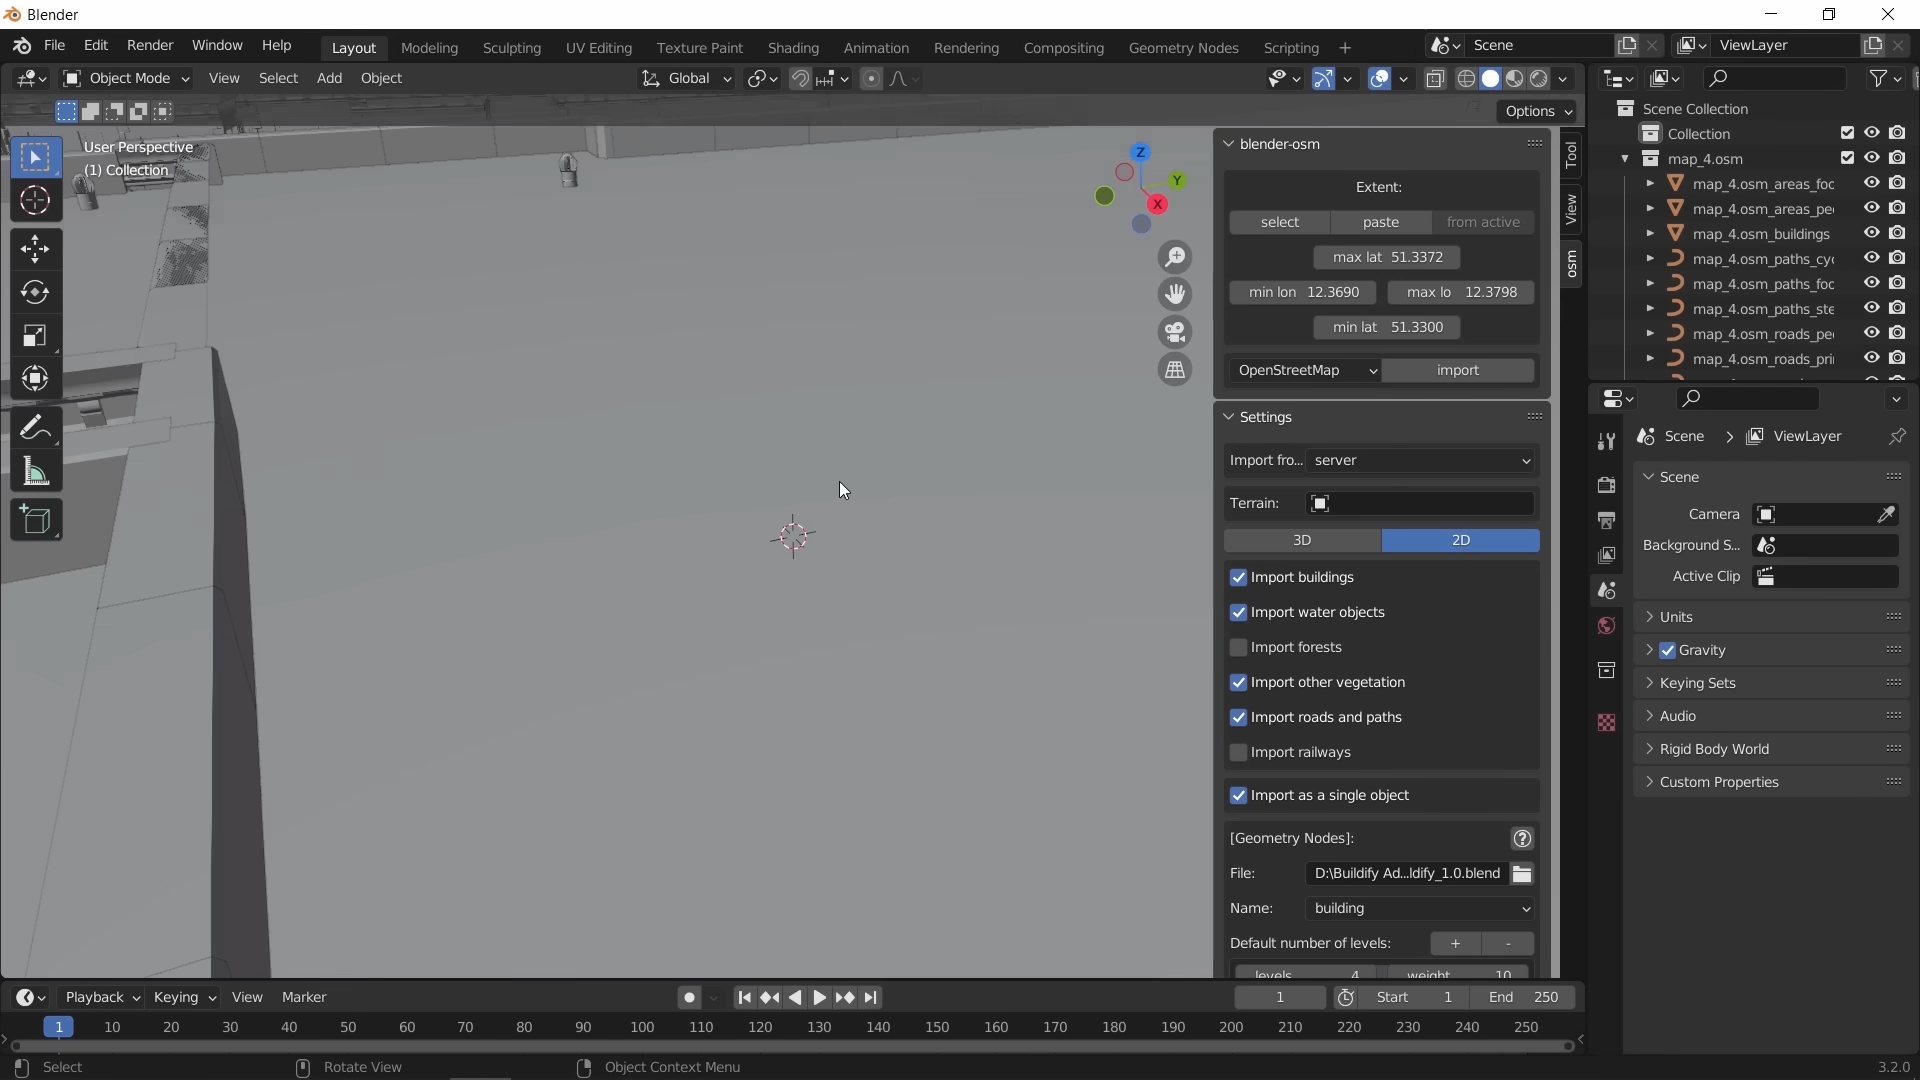 Blender
File Edit Render Window Help
Layout Modeling Sculpting UV Editing Texture Paint Shading Animation Rendering Compositing Geometry Nodes Scripting
Scene
ViewLayer
Object Mode View Select Add Object
Global
Options
User Perspective
(1) Collection
Z
Y
X
Tool
View
osm
blender-osm
Extent:
select paste from active
max lat 51.3372
min lon 12.3690 max lo 12.3798
min lat 51.3300
OpenStreetMap import
Settings
Import fro... server
Terrain:
3D 2D
Import buildings
Import water objects
Import forests
Import other vegetation
Import roads and paths
Import railways
Import as a single object
[Geometry Nodes]:
File: D:\Buildify Ad...ldify_1.0.blend
Name: building
Default number of levels: + -
levels 4 weight 10
Scene Collection
Collection
map_4.osm
map_4.osm_areas_foo
map_4.osm_areas_pe
map_4.osm_buildings
map_4.osm_paths_cy
map_4.osm_paths_foo
map_4.osm_paths_ste
map_4.osm_roads_pe
map_4.osm_roads_pri
Scene > ViewLayer
Scene
Camera
Background S...
Active Clip
Units
Gravity
Keying Sets
Audio
Rigid Body World
Custom Properties
Playback Keying View Marker
1 Start 1 End 250
1 10 20 30 40 50 60 70 80 90 100 110 120 130 140 150 160 170 180 190 200 210 220 230 240 250
Select Rotate View Object Context Menu 3.2.0